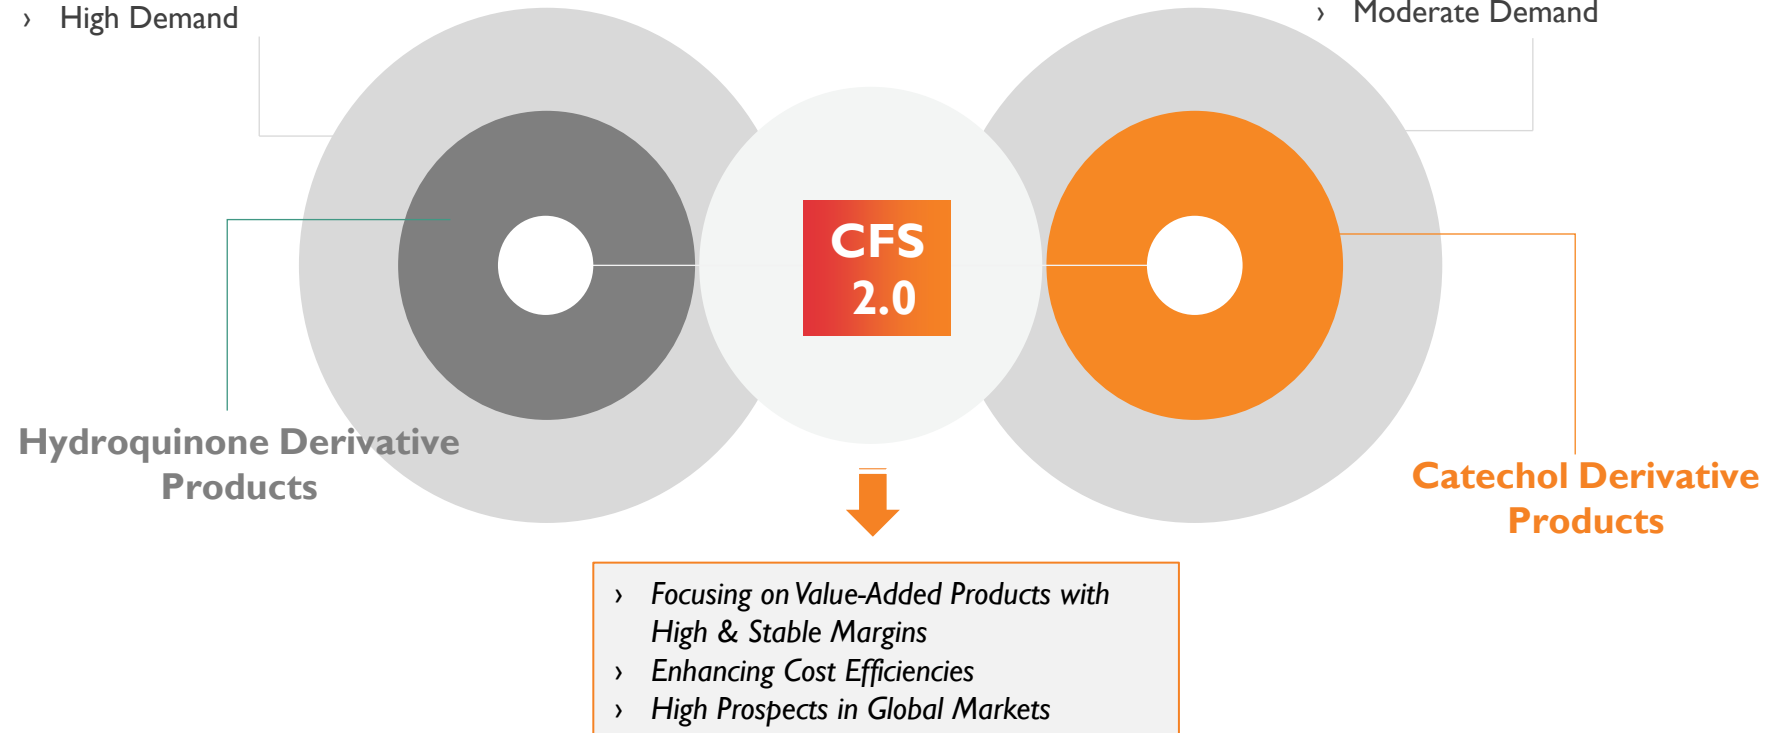 › High Demand
› Moderate Demand
CFS
2.0
Hydroquinone Derivative
Products
Catechol Derivative
Products
› Focusing on Value-Added Products with
High & Stable Margins
› Enhancing Cost Efficiencies
› High Prospects in Global Markets